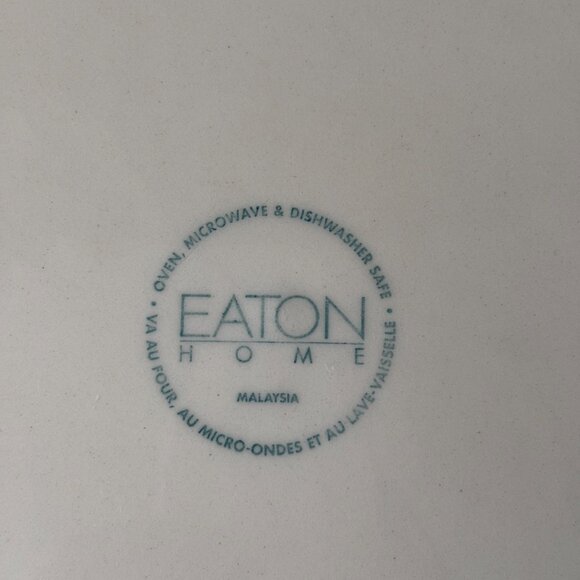 OVEN, MICROWAVE & DISHWASHER SAFE
EATON
HOME
MALAYSIA
• VA AU FOUR, AU MICRO-ONDES ET AU LAVE-VAISSELLE •